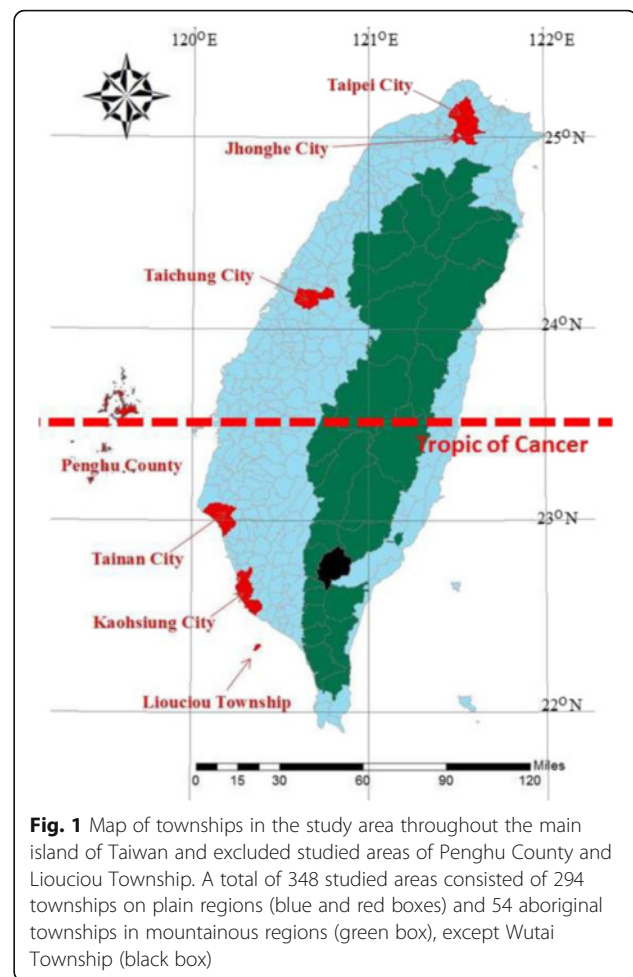 120°E 121°E 122°E
Taipei City
25°N
Jhonghe City
Taichung City
24°N
Tropic of Cancer
Penghu County
23°N
Tainan City
Kaohsiung City
Liouciou Township
22°N
Miles
0 15 30 60 90 120
Fig. 1 Map of townships in the study area throughout the main
island of Taiwan and excluded studied areas of Penghu County and
Liouciou Township. A total of 348 studied areas consisted of 294
townships on plain regions (blue and red boxes) and 54 aboriginal
townships in mountainous regions (green box), except Wutai
Township (black box)